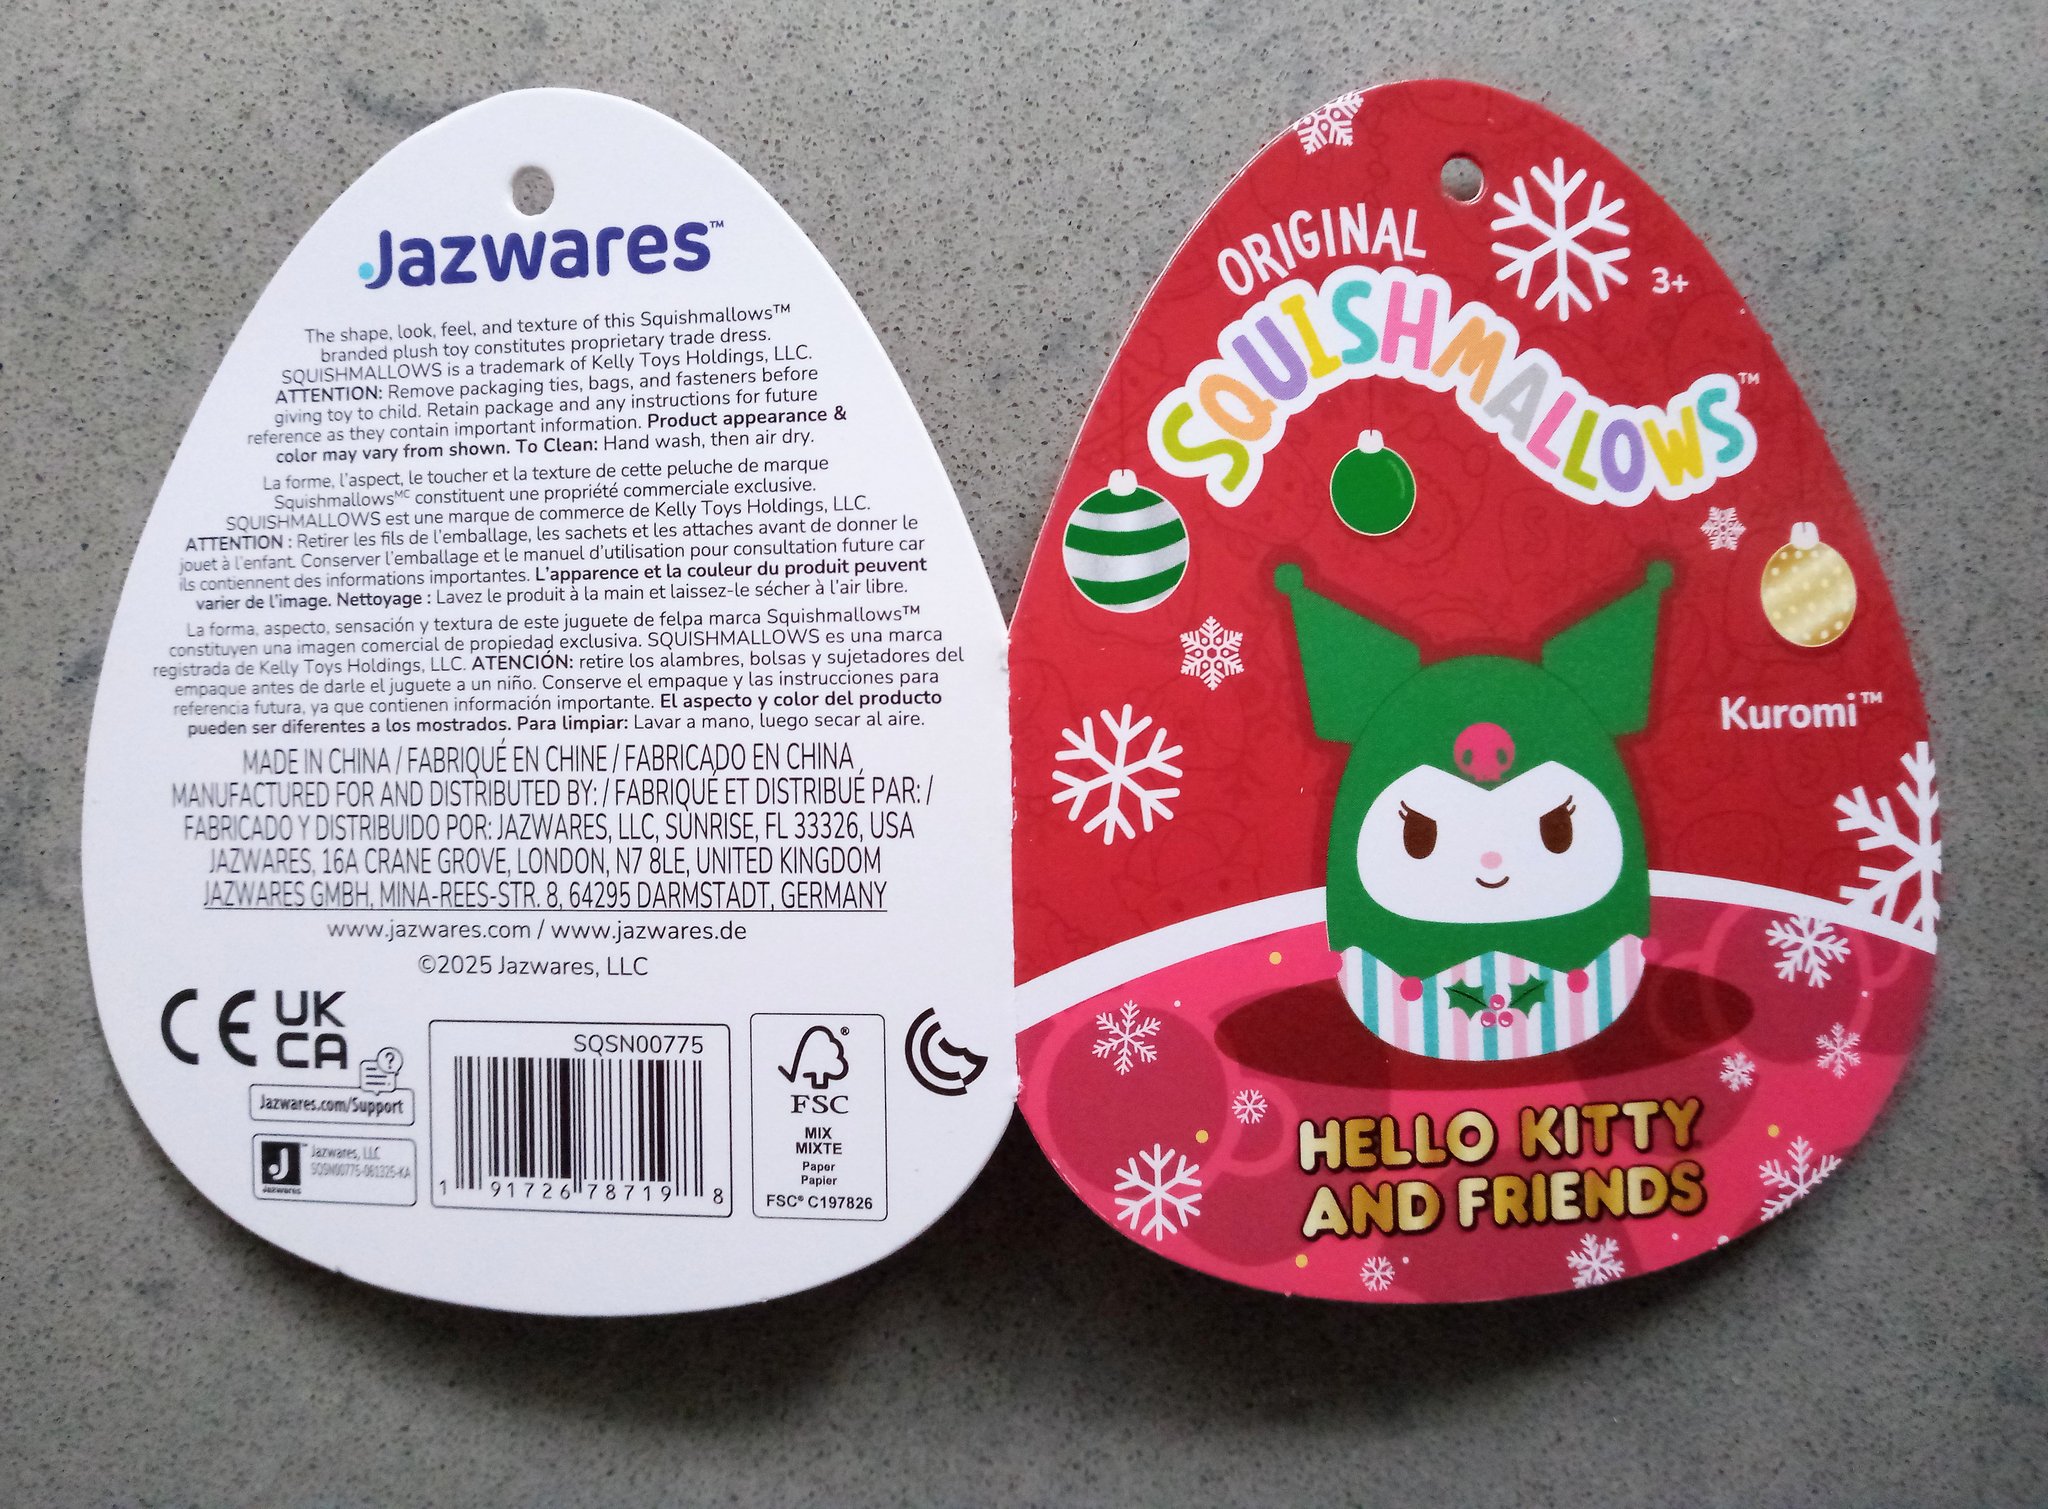 Jazwares™
The shape, look, feel, and texture of this Squishmallows™
branded plush toy constitutes proprietary trade dress.
SQUISHMALLOWS is a trademark of Kelly Toys Holdings, LLC.
ATTENTION: Remove packaging ties, bags, and fasteners before
giving toy to child. Retain package and any instructions for future
reference as they contain important information. Product appearance &
color may vary from shown. To Clean: Hand wash, then air dry.
La forme, l'aspect, le toucher et la texture de cette peluche de marque
Squishmallowsᴹᶜ constituent une propriété commerciale exclusive.
SQUISHMALLOWS est une marque de commerce de Kelly Toys Holdings, LLC.
ATTENTION : Retirer les fils de l'emballage, les sachets et les attaches avant de donner le
jouet à l'enfant. Conserver l'emballage et le manuel d'utilisation pour consultation future car
ils contiennent des informations importantes. L'apparence et la couleur du produit peuvent
varier de l'image. Nettoyage : Lavez le produit à la main et laissez-le sécher à l'air libre.
La forma, aspecto, sensación y textura de este juguete de felpa marca Squishmallows™
constituyen una imagen comercial de propiedad exclusiva. SQUISHMALLOWS es una marca
registrada de Kelly Toys Holdings, LLC. ATENCIÓN: retire los alambres, bolsas y sujetadores del
empaque antes de darle el juguete a un niño. Conserve el empaque y las instrucciones para
referencia futura, ya que contienen información importante. El aspecto y color del producto
pueden ser diferentes a los mostrados. Para limpiar: Lavar a mano, luego secar al aire.
MADE IN CHINA / FABRIQUÉ EN CHINE / FABRICADO EN CHINA
MANUFACTURED FOR AND DISTRIBUTED BY: / FABRIQUÉ ET DISTRIBUÉ PAR: /
FABRICADO Y DISTRIBUIDO POR: JAZWARES, LLC, SUNRISE, FL 33326, USA
JAZWARES, 16A CRANE GROVE, LONDON, N7 8LE, UNITED KINGDOM
JAZWARES GMBH, MINA-REES-STR. 8, 64295 DARMSTADT, GERMANY
www.jazwares.com / www.jazwares.de
©2025 Jazwares, LLC
CE
UK
CA
?
Jazwares.com/Support
J™
Jazwares
Jazwares, LLC
SQSN00775-061325-KA
SQSN00775
1 91726 78719 8
®
FSC
MIX
MIXTE
Paper
Papier
FSC® C197826
ORIGINAL
SQUISHMALLOWS™
3+
Kuromi™
HELLO KITTY
AND FRIENDS